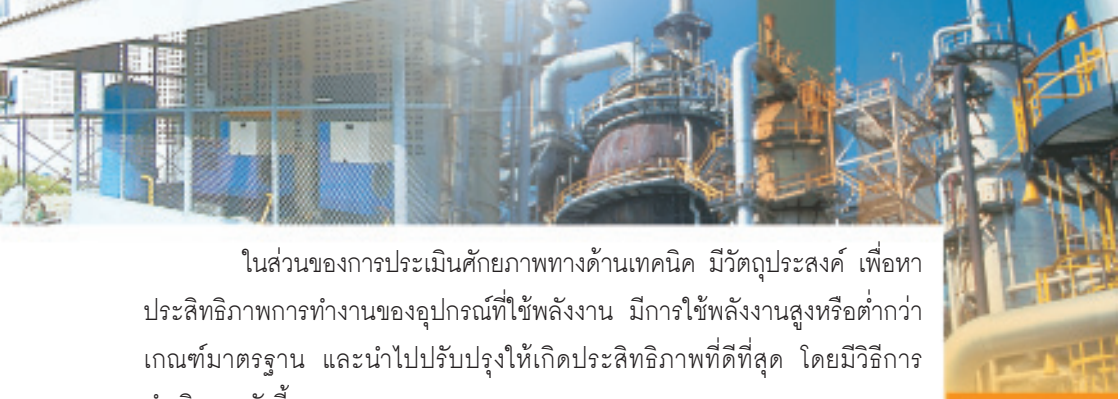 ในส่วนของการประเมินศักยภาพทางด้านเทคนิค มีวัตถุประสงค์ เพื่อหา
ประสิทธิภาพการทำงานของอุปกรณ์ที่ใช้พลังงาน มีการใช้พลังงานสูงหรือต่ำกว่า
เกณฑ์มาตรฐาน และนำไปปรับปรุงให้เกิดประสิทธิภาพที่ดีที่สุด โดยมีวิธีการ